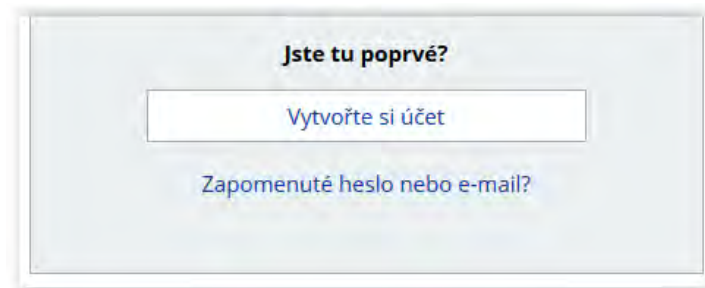 Jste tu poprvé?
Vytvořte si účet
Zapomenuté heslo nebo e-mail?